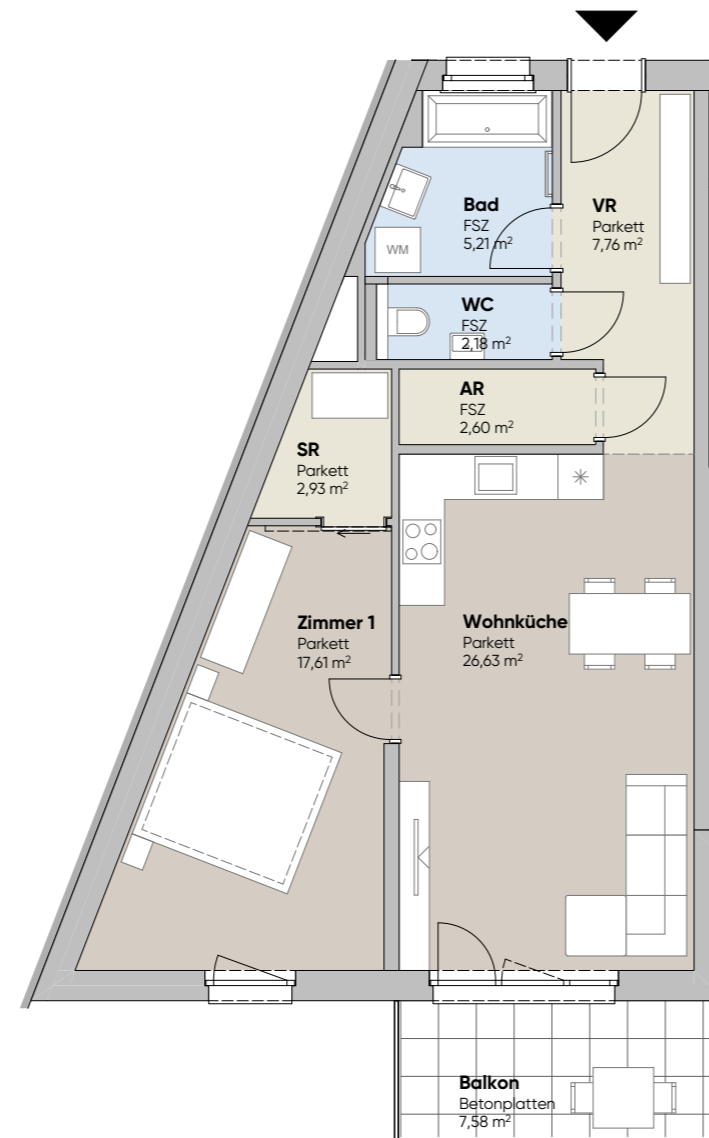 Bad
FSZ
5,21 m²
VR
Parkett
7,76 m²
WM
WC
FSZ
2,18 m²
AR
FSZ
2,60 m²
SR
Parkett
2,93 m²
Zimmer 1
Parkett
17,61 m²
Wohnküche
Parkett
26,63 m²
Balkon
Betonplatten
7,58 m²